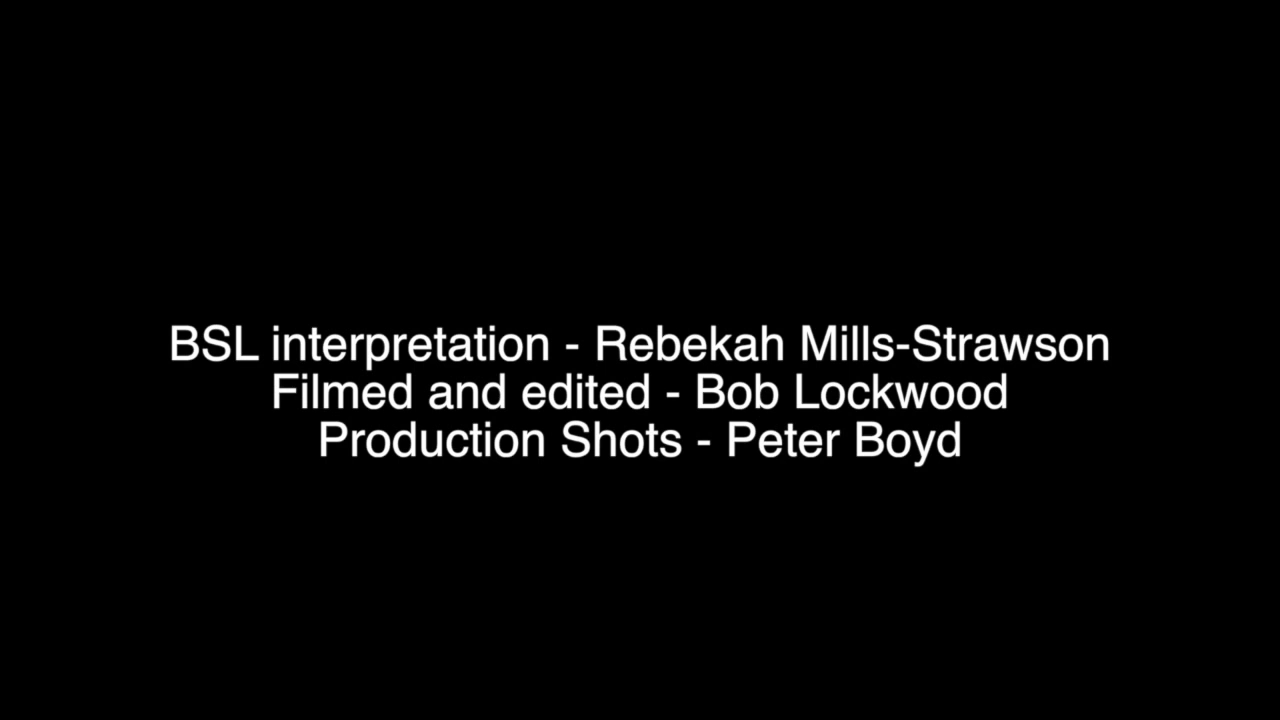 BSL interpretation - Rebekah Mills-Strawson
Filmed and edited - Bob Lockwood
Production Shots - Peter Boyd